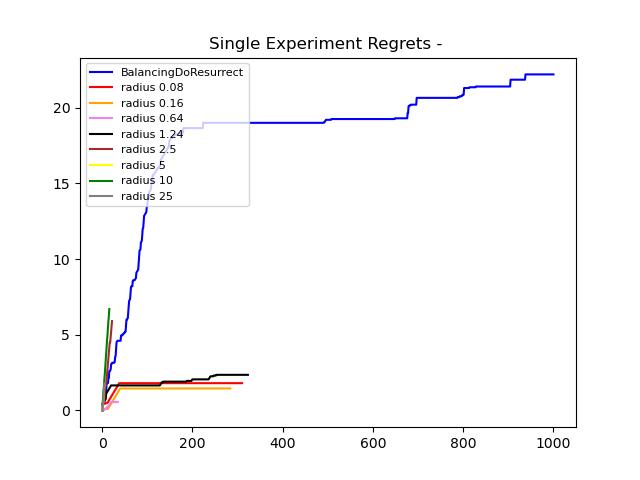 Single Experiment Regrets -
BalancingDoResurrect
radius 0.08
radius 0.16
radius 0.64
radius 1.24
radius 2.5
radius 5
radius 10
radius 25
20
15
10
5
0
0 200 400 600 800 1000